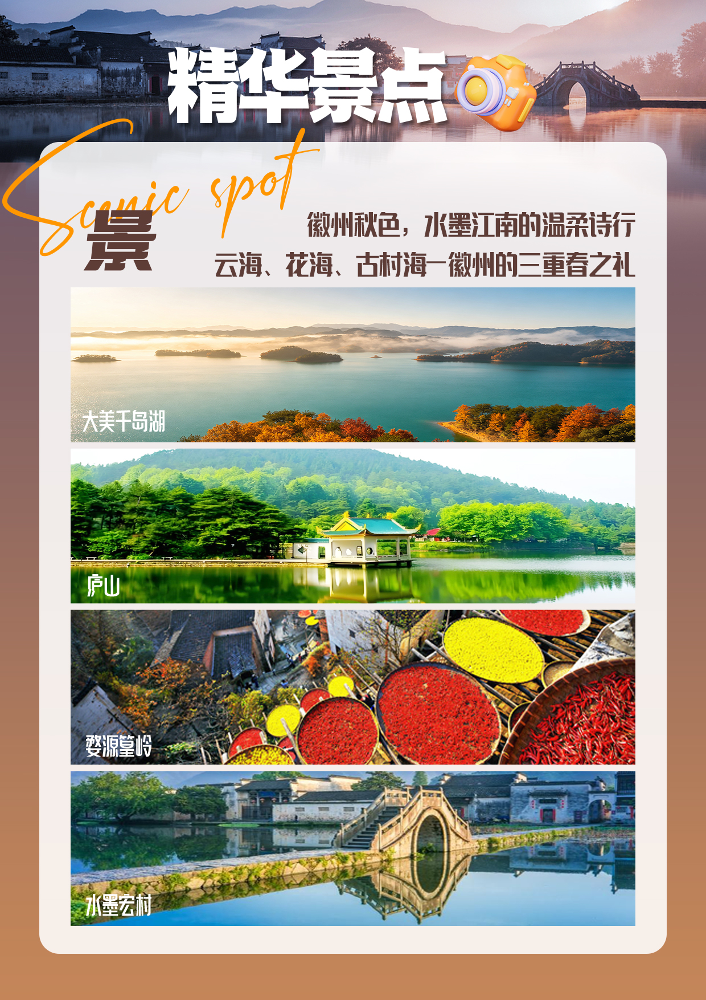 精华景点
Scenic spot
景
徽州秋色，水墨江南的温柔诗行
云海、花海、古村海—徽州的三重春之礼
大美千岛湖
庐山
婺源篁岭
水墨宏村